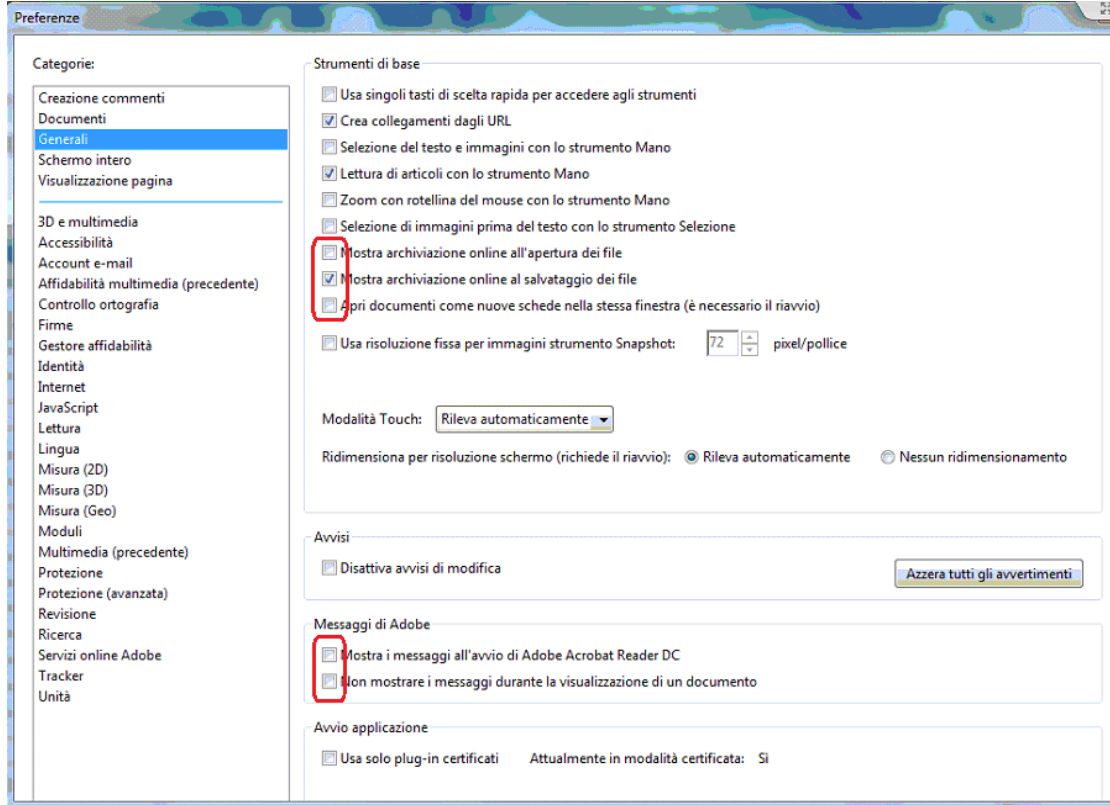 Preferenze
Categorie:
Creazione commenti
Documenti
Generali
Schermo intero
Visualizzazione pagina
3D e multimedia
Accessibilità
Account e-mail
Affidabilità multimedia (precedente)
Controllo ortografia
Firme
Gestore affidabilità
Identità
Internet
JavaScript
Lettura
Lingua
Misura (2D)
Misura (3D)
Misura (Geo)
Moduli
Multimedia (precedente)
Protezione
Protezione (avanzata)
Revisione
Ricerca
Servizi online Adobe
Tracker
Unità
Strumenti di base
Usa singoli tasti di scelta rapida per accedere agli strumenti
Crea collegamenti dagli URL
Selezione del testo e immagini con lo strumento Mano
Lettura di articoli con lo strumento Mano
Zoom con rotellina del mouse con lo strumento Mano
Selezione di immagini prima del testo con lo strumento Selezione
Mostra archiviazione online all'apertura dei file
Mostra archiviazione online al salvataggio dei file
Apri documenti come nuove schede nella stessa finestra (è necessario il riavvio)
Usa risoluzione fissa per immagini strumento Snapshot: 72 pixel/pollice
Modalità Touch: Rileva automaticamente
Ridimensiona per risoluzione schermo (richiede il riavvio): Rileva automaticamente Nessun ridimensionamento
Avvisi
Disattiva avvisi di modifica Azzera tutti gli avvertimenti
Messaggi di Adobe
Mostra i messaggi all'avvio di Adobe Acrobat Reader DC
Non mostrare i messaggi durante la visualizzazione di un documento
Avvio applicazione
Usa solo plug-in certificati Attualmente in modalità certificata: Si